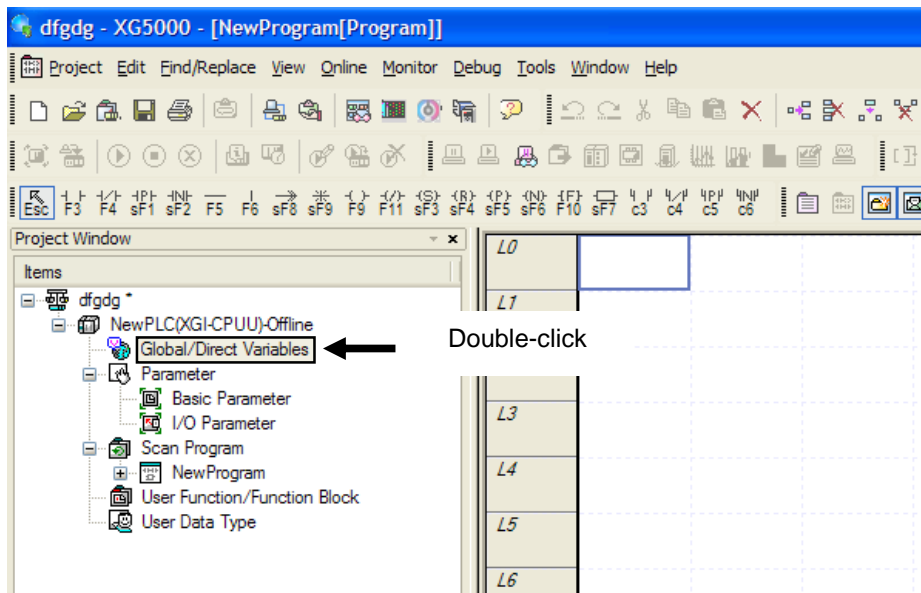 dfgdg - XG5000 - [NewProgram[Program]]
Project Edit Find/Replace View Online Monitor Debug Tools Window Help
Esc F3 F4 sF1 sF2 F5 F6 sF8 sF9 F9 F11 sF3 sF4 sF5 sF6 F10 sF7 c3 c4 c5 c6
Project Window
Items
dfgdg *
NewPLC(XGI-CPUU)-Offline
Global/Direct Variables
Parameter
Basic Parameter
I/O Parameter
Scan Program
NewProgram
User Function/Function Block
User Data Type
Double-click
L0
L1
L3
L4
L5
L6